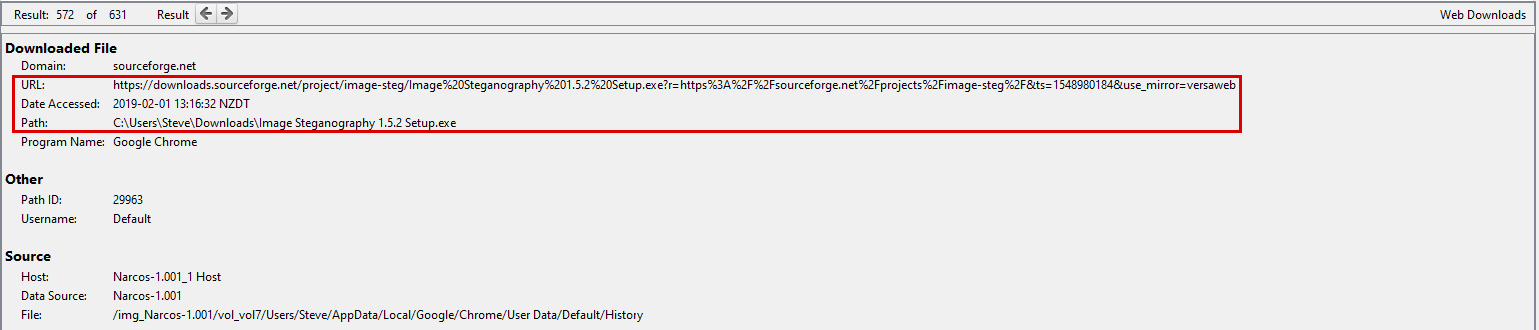 Result: 572 of 631 Result Web Downloads
Downloaded File
Domain: sourceforge.net
URL: https://downloads.sourceforge.net/project/image-steg/Image%20Steganography%201.5.2%20Setup.exe?r=https%3A%2F%2Fsourceforge.net%2Fprojects%2Fimage-steg%2F&ts=1548980184&use_mirror=versaweb
Date Accessed: 2019-02-01 13:16:32 NZDT
Path: C:\Users\Steve\Downloads\Image Steganography 1.5.2 Setup.exe
Program Name: Google Chrome
Other
Path ID: 29963
Username: Default
Source
Host: Narcos-1.001_1 Host
Data Source: Narcos-1.001
File: /img_Narcos-1.001/vol_vol7/Users/Steve/AppData/Local/Google/Chrome/User Data/Default/History